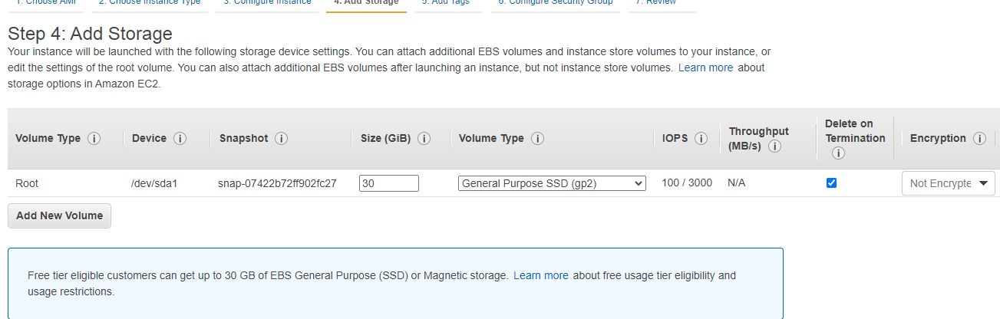 1. Choose AMI 2. Choose Instance Type 3. Configure Instance 4. Add Storage 5. Add Tags 6. Configure Security Group 7. Review
Step 4: Add Storage
Your instance will be launched with the following storage device settings. You can attach additional EBS volumes and instance store volumes to your instance, or
edit the settings of the root volume. You can also attach additional EBS volumes after launching an instance, but not instance store volumes. Learn more about
storage options in Amazon EC2.
Volume Type i Device i Snapshot i Size (GiB) i Volume Type i IOPS i Throughput (MB/s) i Delete on Termination i Encryption i
Root /dev/sda1 snap-07422b72ff902fc27 30 General Purpose SSD (gp2) 100 / 3000 N/A Not Encrypte
Add New Volume
Free tier eligible customers can get up to 30 GB of EBS General Purpose (SSD) or Magnetic storage. Learn more about free usage tier eligibility and
usage restrictions.